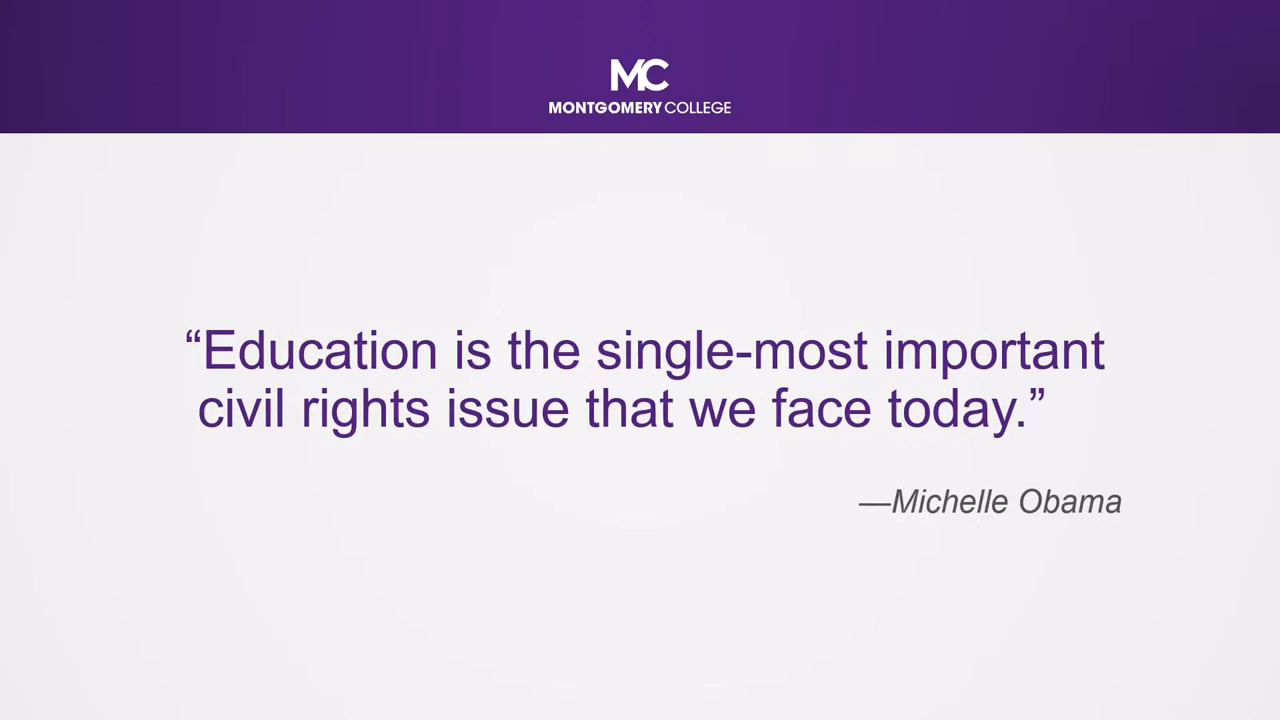 MC
MONTGOMERY COLLEGE
“Education is the single-most important
civil rights issue that we face today.”
—Michelle Obama